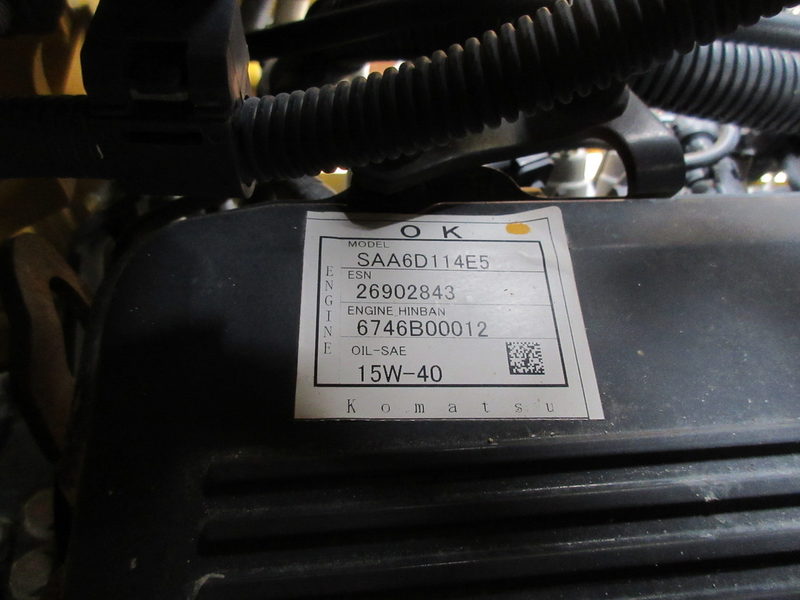 OK
ENGINE
MODEL
SAA6D114E5
ESN
26902843
ENGINE HINBAN
6746B00012
OIL-SAE
15W-40
Komatsu